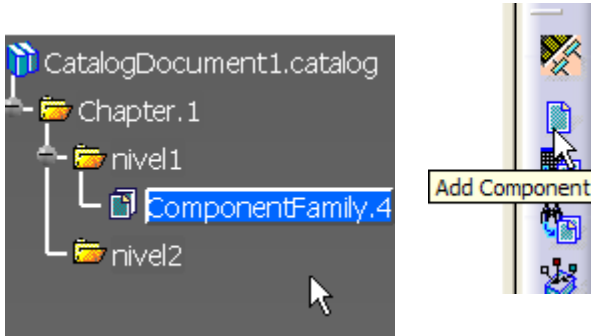 CatalogDocument1.catalog
Chapter.1
nivel1
ComponentFamily.4
nivel2
Add Component